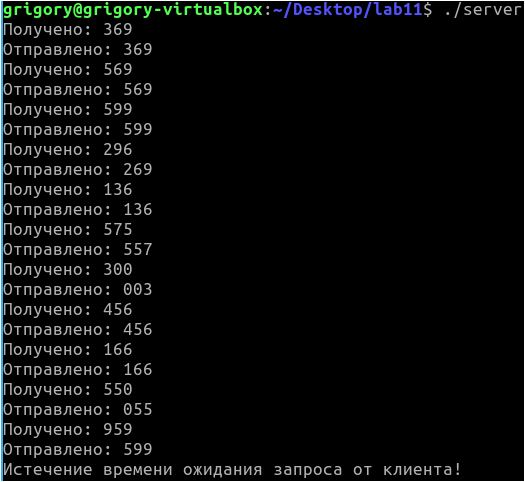 grigory@grigory-virtualbox:~/Desktop/lab11$ ./server
Получено: 369
Отправлено: 369
Получено: 569
Отправлено: 569
Получено: 599
Отправлено: 599
Получено: 296
Отправлено: 269
Получено: 136
Отправлено: 136
Получено: 575
Отправлено: 557
Получено: 300
Отправлено: 003
Получено: 456
Отправлено: 456
Получено: 166
Отправлено: 166
Получено: 550
Отправлено: 055
Получено: 959
Отправлено: 599
Истечение времени ожидания запроса от клиента!